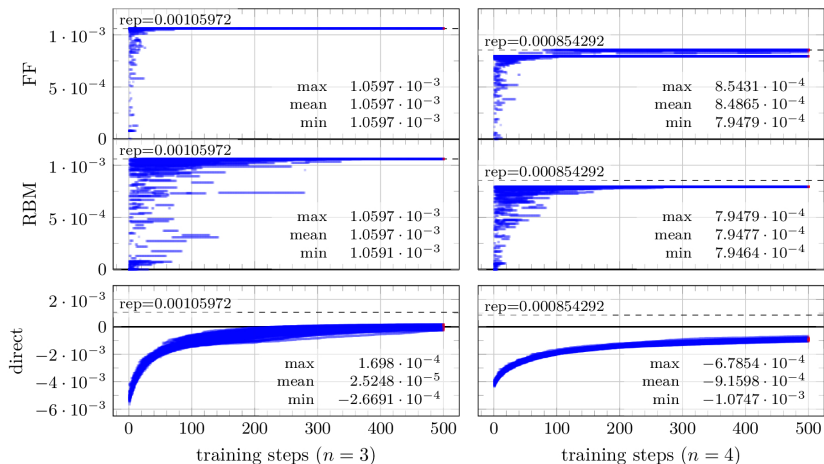 rep=0.00105972
1 · 10⁻³
5 · 10⁻⁴
0
FF
max 1.0597 · 10⁻³
mean 1.0597 · 10⁻³
min 1.0597 · 10⁻³
rep=0.000854292
max 8.5431 · 10⁻⁴
mean 8.4865 · 10⁻⁴
min 7.9479 · 10⁻⁴
rep=0.00105972
1 · 10⁻³
5 · 10⁻⁴
0
RBM
max 1.0597 · 10⁻³
mean 1.0597 · 10⁻³
min 1.0591 · 10⁻³
rep=0.000854292
max 7.9479 · 10⁻⁴
mean 7.9477 · 10⁻⁴
min 7.9464 · 10⁻⁴
2 · 10⁻³
0
−2 · 10⁻³
−4 · 10⁻³
−6 · 10⁻³
direct
rep=0.00105972
max 1.698 · 10⁻⁴
mean 2.5248 · 10⁻⁵
min −2.6691 · 10⁻⁴
rep=0.000854292
max −6.7854 · 10⁻⁴
mean −9.1598 · 10⁻⁴
min −1.0747 · 10⁻³
0 100 200 300 400 500
training steps (n = 3)
0 100 200 300 400 500
training steps (n = 4)